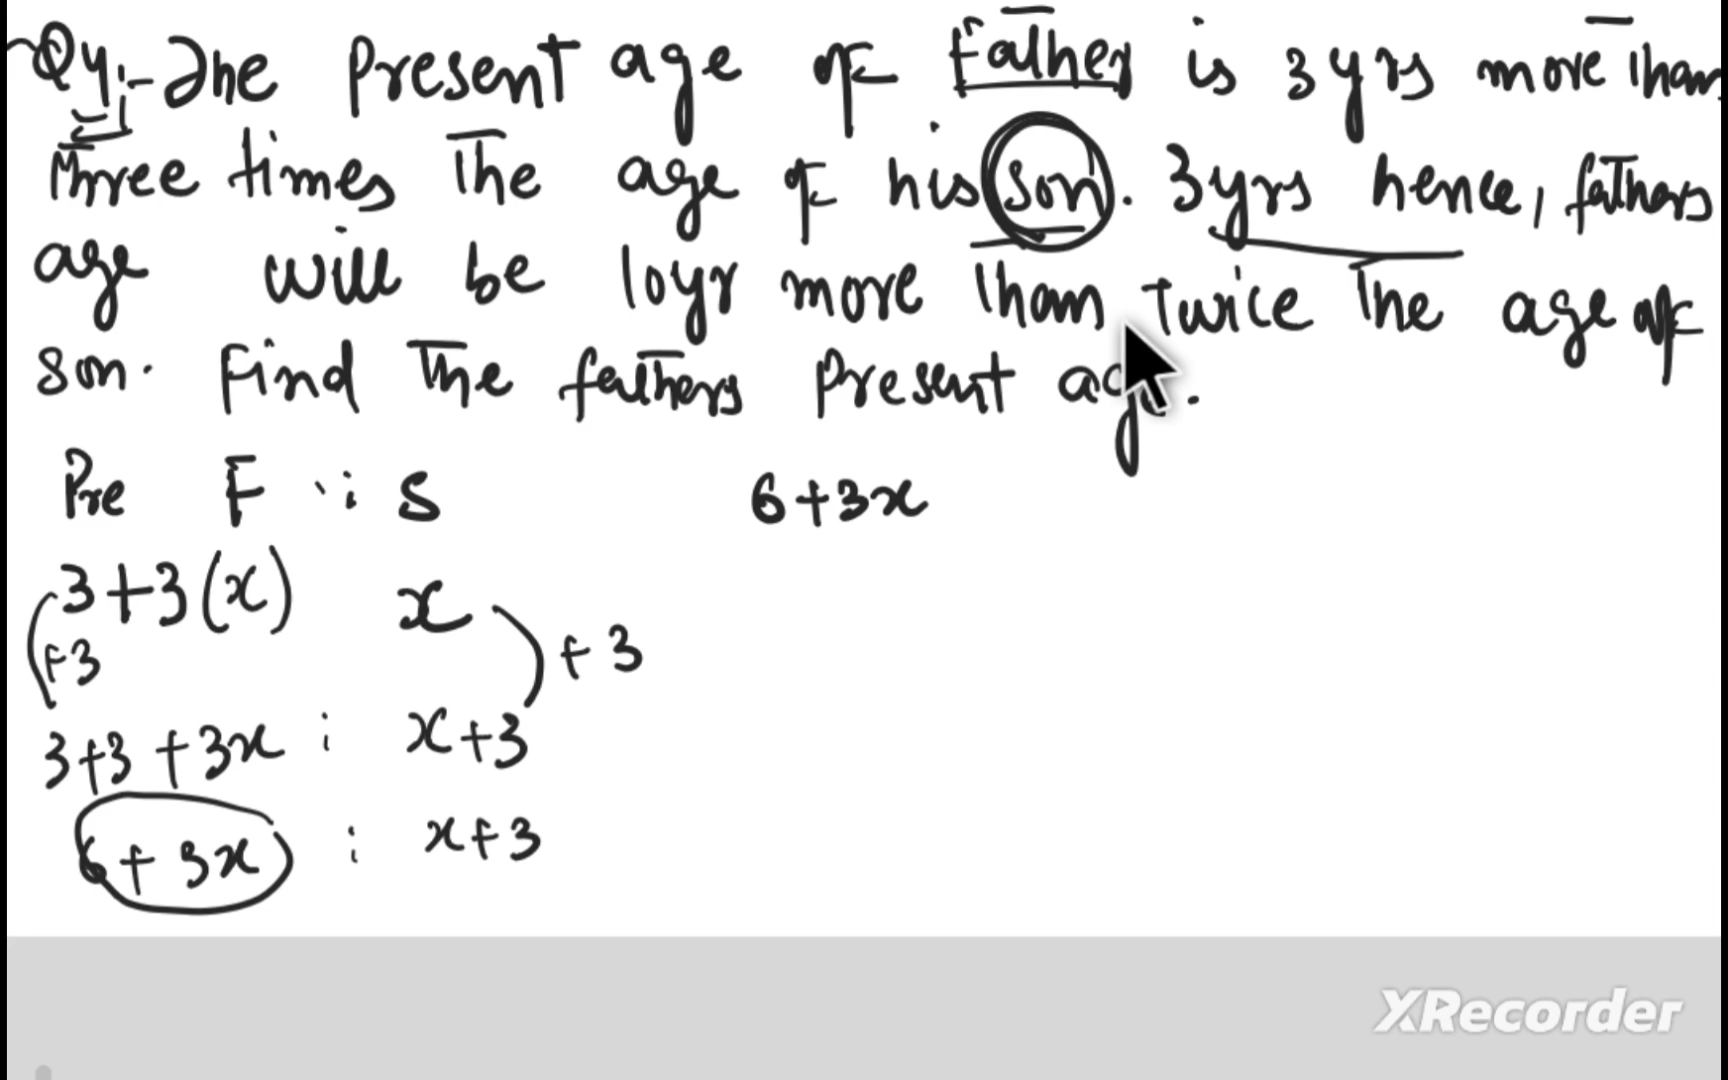 Q4:- The Present age of Father is 3 yrs more than
Three times The age of his son. 3yrs hence, fathers
age will be 10yr more Than twice The age of
son. Find The fathers Present age.
Pre F : S 6+3x
3+3(x) x
+3 +3
3+3+3x : x+3
6+3x : x+3
XRecorder